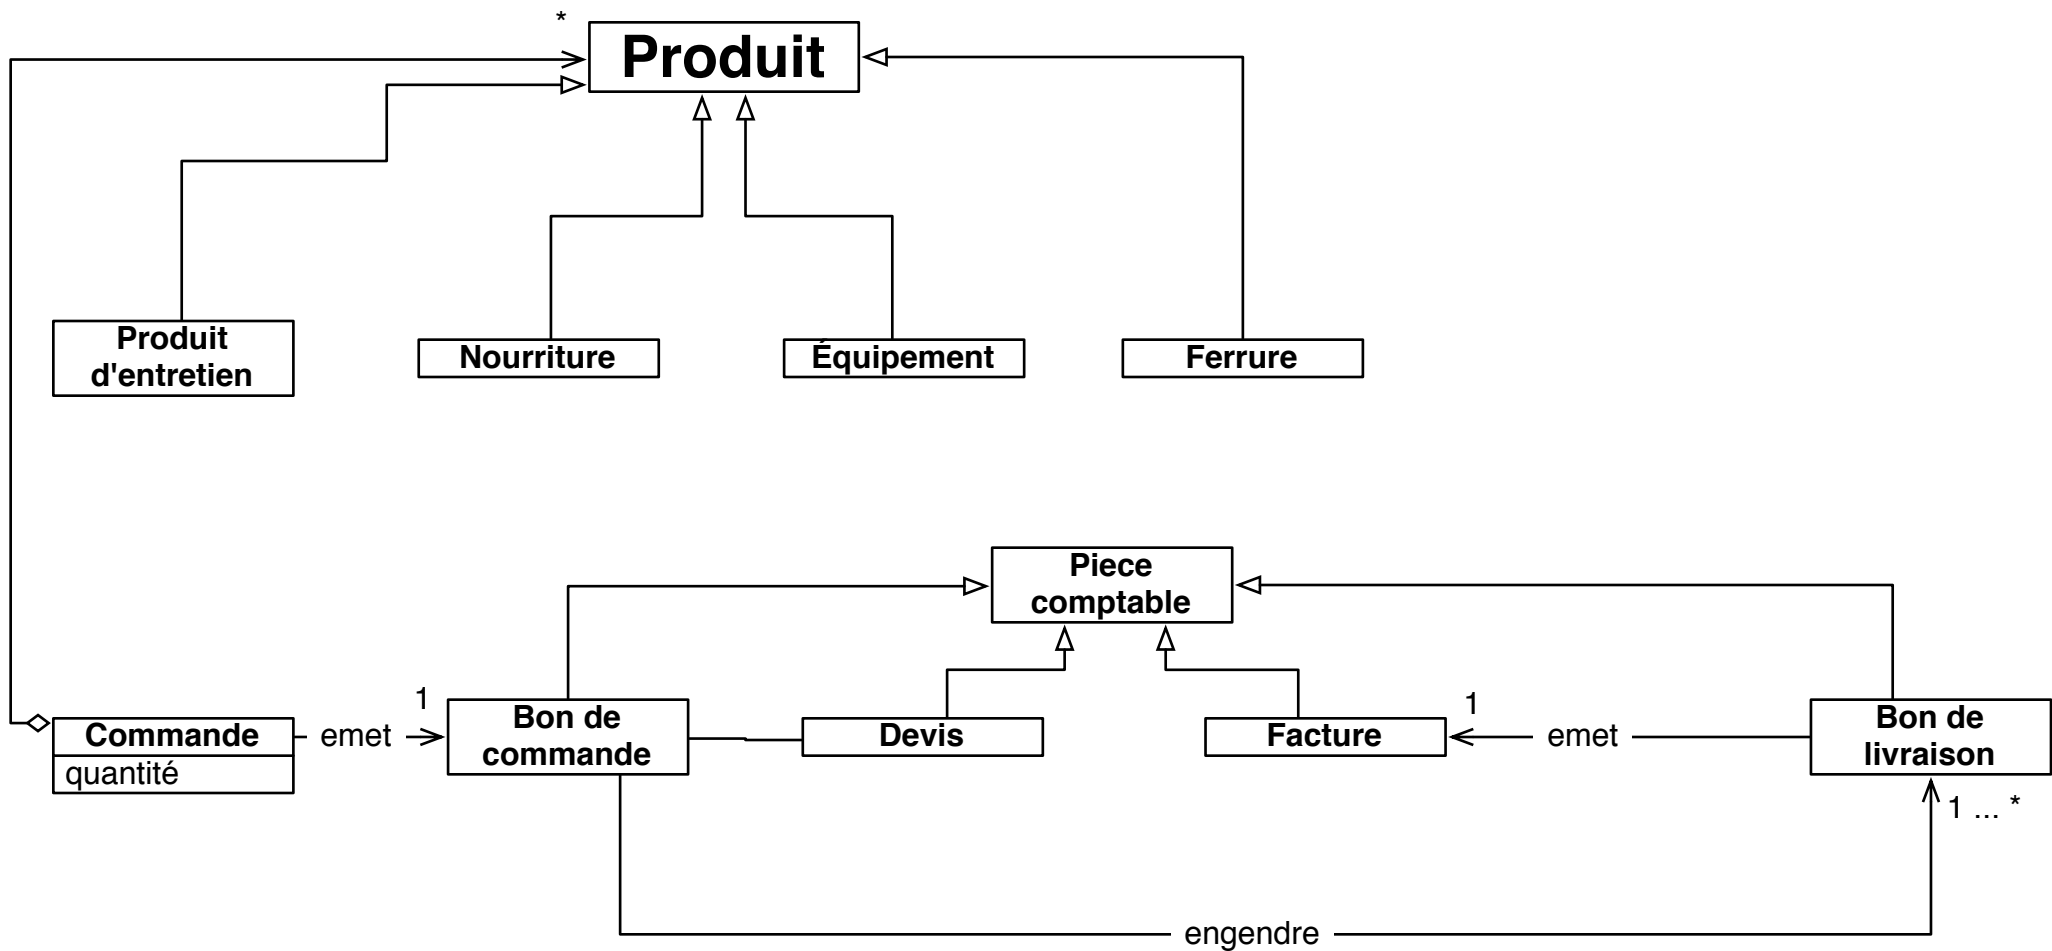 *
Produit
Produit
d'entretien
Nourriture
Équipement
Ferrure
Piece
comptable
Commande
quantité
emet
1
Bon de
commande
Devis
Facture
1
emet
Bon de
livraison
1 ... *
engendre